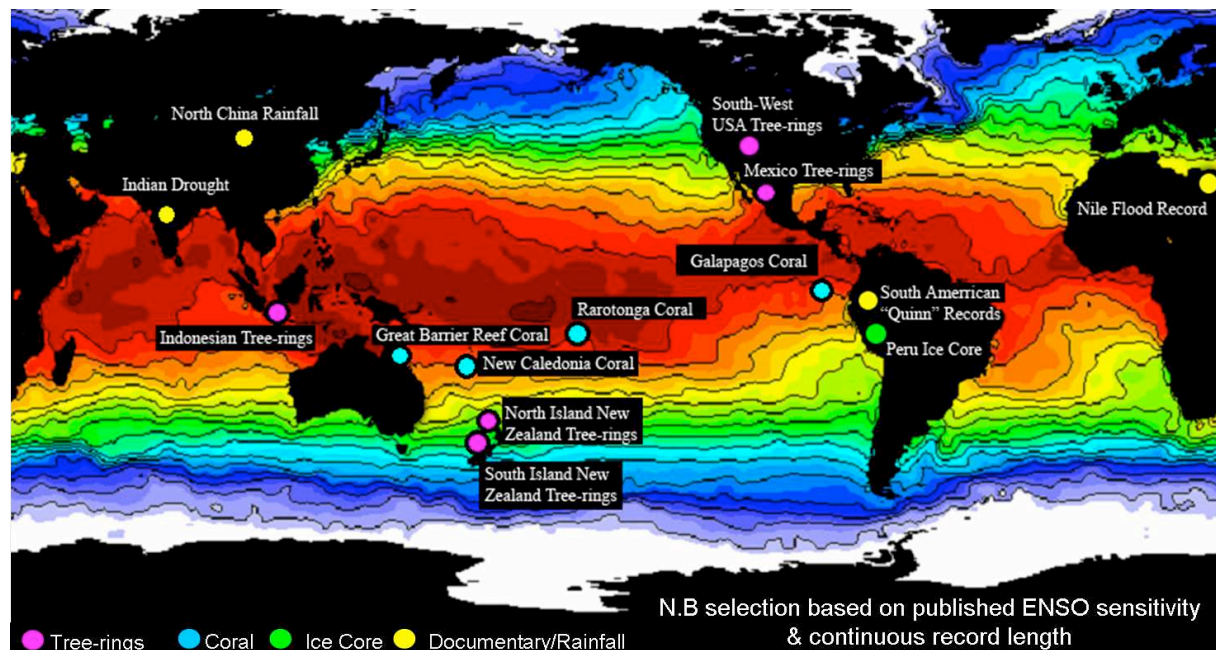 North China Rainfall
South-West
USA Tree-rings
Mexico Tree-rings
Indian Drought
Nile Flood Record
Galapagos Coral
South Amerrican
“Quinn” Records
Rarotonga Coral
Great Barrier Reef Coral
Indonesian Tree-rings
Peru Ice Core
New Caledonia Coral
North Island New
Zealand Tree-rings
South Island New
Zealand Tree-rings
N.B selection based on published ENSO sensitivity
& continuous record length
Tree-rings
Coral
Ice Core
Documentary/Rainfall